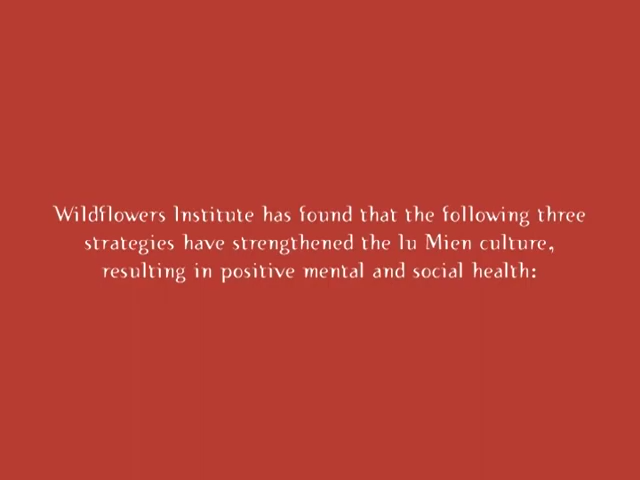 Wildflowers Institute has found that the following three
strategies have strengthened the Iu Mien culture,
resulting in positive mental and social health: